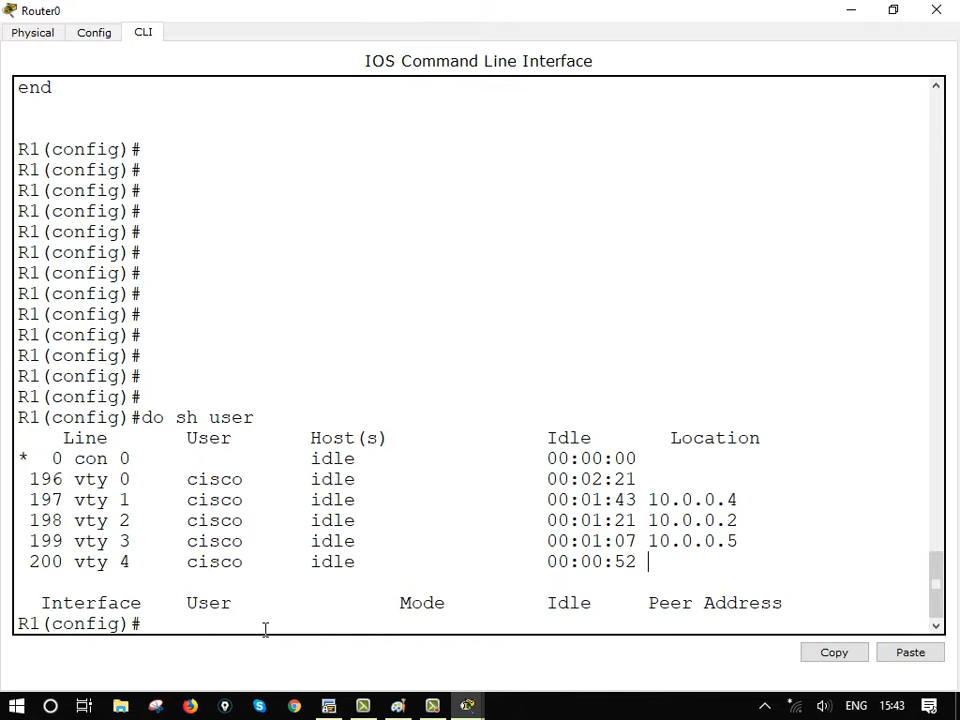 Router0
Physical Config CLI
IOS Command Line Interface
end
R1(config)#
R1(config)#
R1(config)#
R1(config)#
R1(config)#
R1(config)#
R1(config)#
R1(config)#
R1(config)#
R1(config)#
R1(config)#
R1(config)#
R1(config)#
R1(config)#do sh user
Line User Host(s) Idle Location
* 0 con 0 idle 00:00:00
196 vty 0 cisco idle 00:02:21
197 vty 1 cisco idle 00:01:43 10.0.0.4
198 vty 2 cisco idle 00:01:21 10.0.0.2
199 vty 3 cisco idle 00:01:07 10.0.0.5
200 vty 4 cisco idle 00:00:52
Interface User Mode Idle Peer Address
R1(config)#
Copy Paste
ENG 15:43